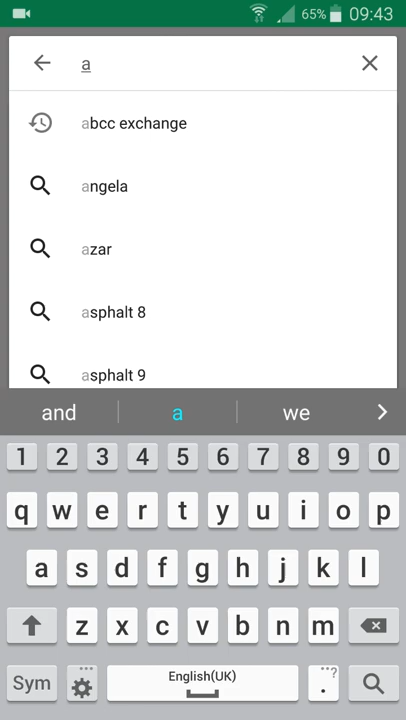 65% 09:43
a
abcc exchange
angela
azar
asphalt 8
asphalt 9
and a we
1 2 3 4 5 6 7 8 9 0
q w e r t y u i o p
a s d f g h j k l
z x c v b n m
Sym English(UK) . ...?